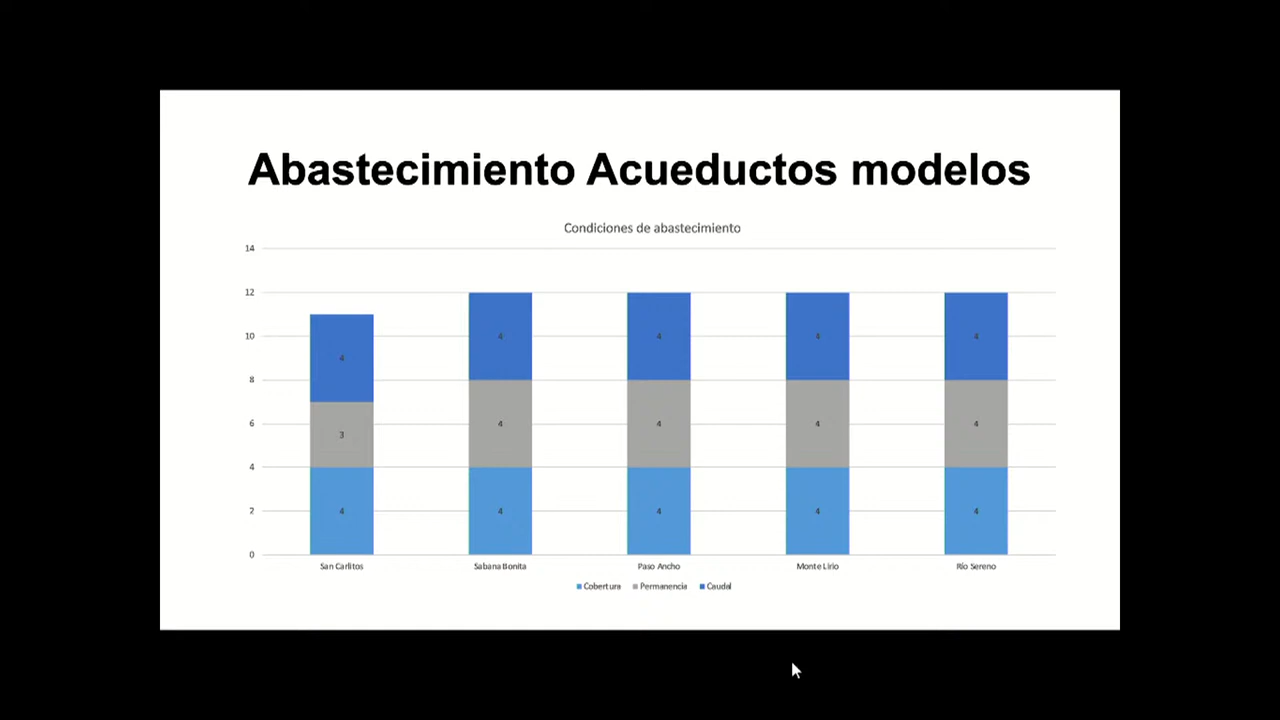 Abastecimiento Acueductos modelos
Condiciones de abastecimiento
14
12
10
8
6
4
2
0
4
4
4
4
4
3
4
4
4
4
4
4
4
4
4
San Carlitos
Sabana Bonita
Paso Ancho
Monte Lirio
Río Sereno
Cobertura Permanencia Caudal